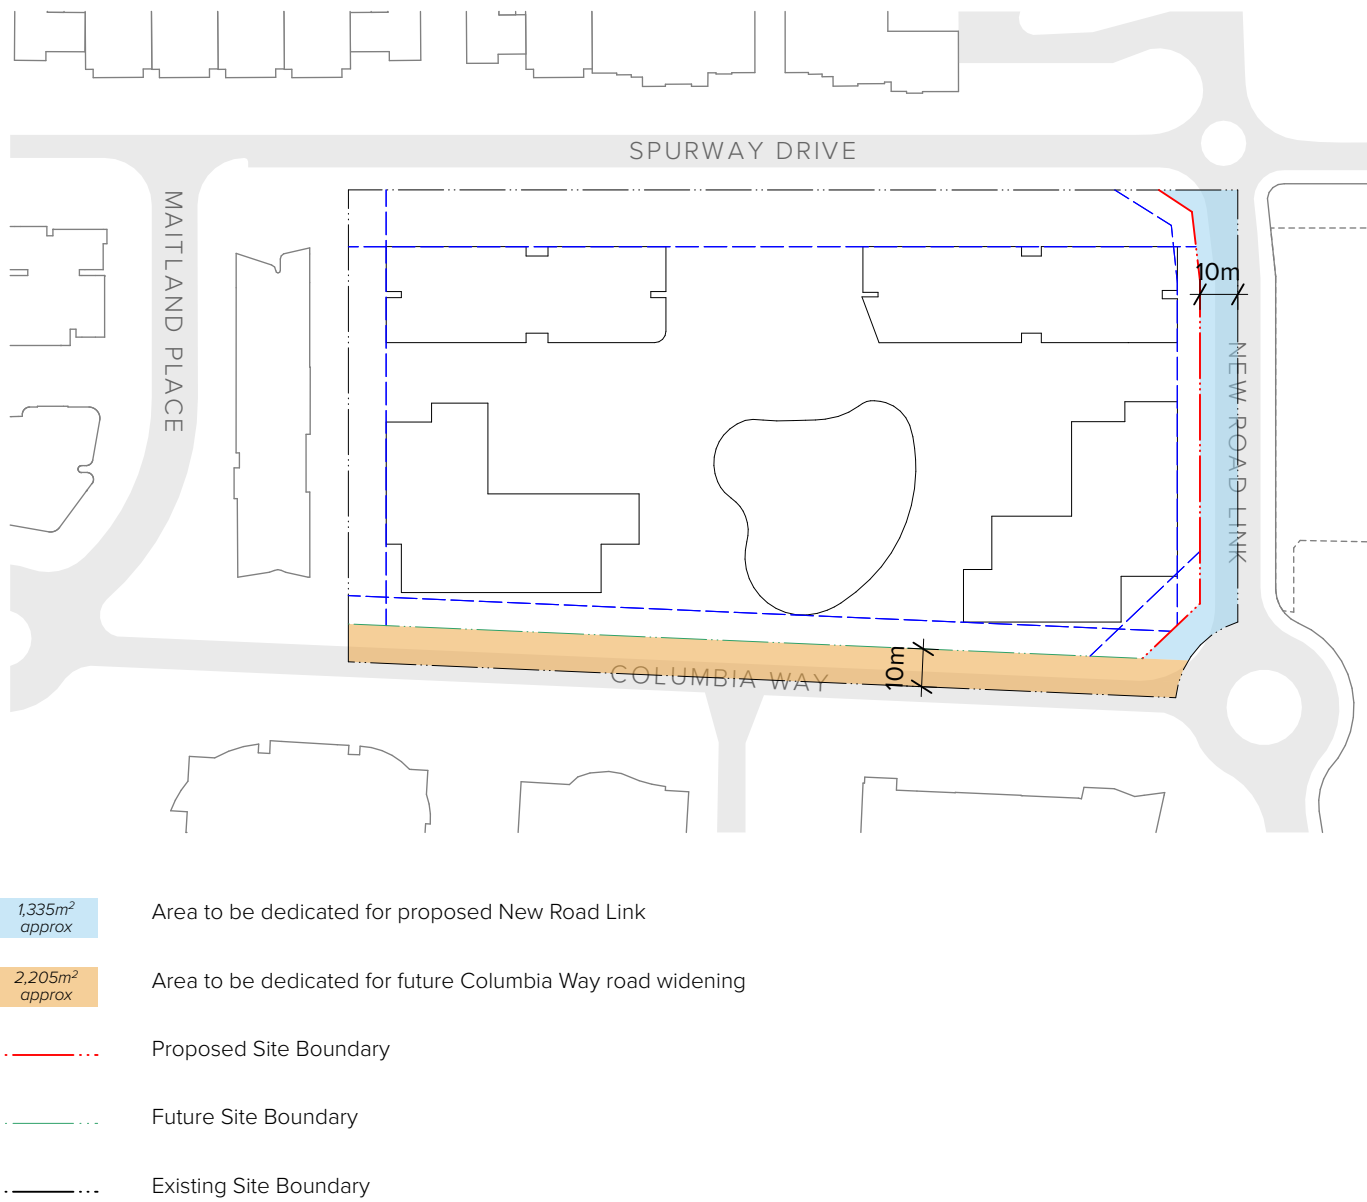 SPURWAY DRIVE
MAITLAND PLACE
10m
NEW ROAD LINK
10m
COLUMBIA WAY
1,335m²
approx
Area to be dedicated for proposed New Road Link
2,205m²
approx
Area to be dedicated for future Columbia Way road widening
Proposed Site Boundary
Future Site Boundary
Existing Site Boundary